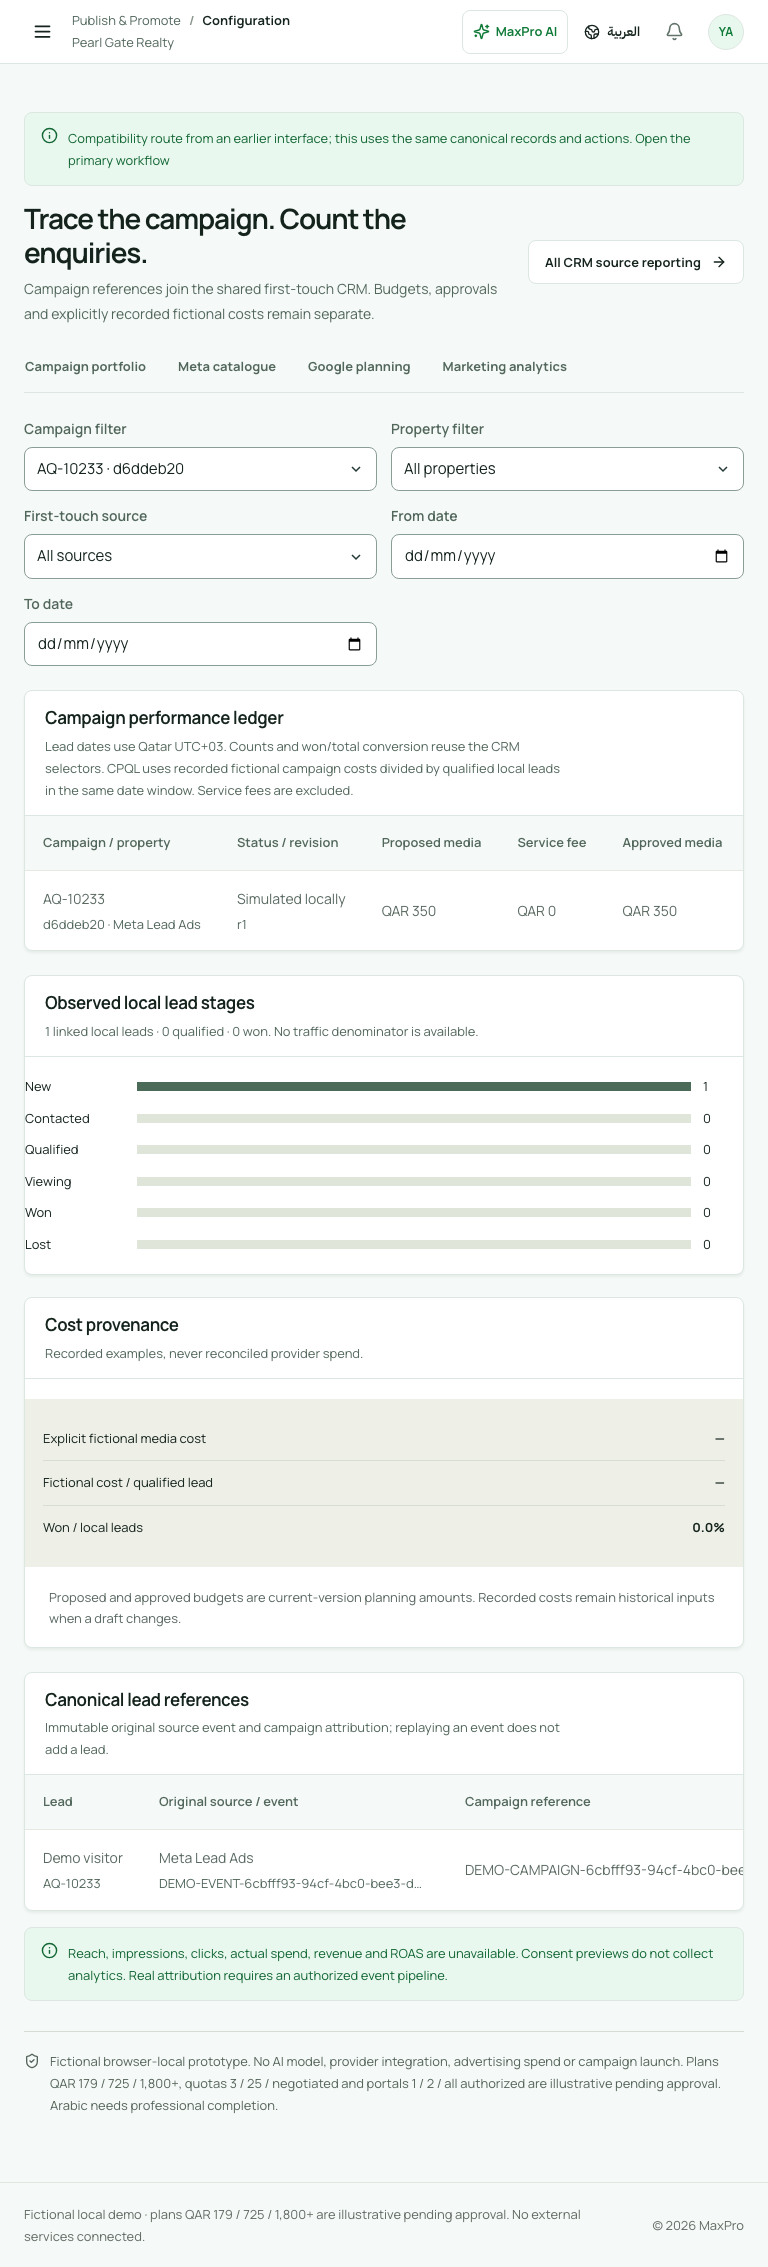 Publish & Promote / Configuration
Pearl Gate Realty
MaxPro AI
العربية
YA
Compatibility route from an earlier interface; this uses the same canonical records and actions. Open the
primary workflow
Trace the campaign. Count the
enquiries.
Campaign references join the shared first-touch CRM. Budgets, approvals
and explicitly recorded fictional costs remain separate.
All CRM source reporting
Campaign portfolio Meta catalogue Google planning Marketing analytics
Campaign filter
AQ-10233 · d6ddeb20
Property filter
All properties
First-touch source
All sources
From date
dd/mm/yyyy
To date
dd/mm/yyyy
Campaign performance ledger
Lead dates use Qatar UTC+03. Counts and won/total conversion reuse the CRM
selectors. CPQL uses recorded fictional campaign costs divided by qualified local leads
in the same date window. Service fees are excluded.
Campaign / property Status / revision Proposed media Service fee Approved media
AQ-10233 Simulated locally
QAR 350 QAR 0 QAR 350
d6ddeb20 · Meta Lead Ads r1
Observed local lead stages
1 linked local leads · 0 qualified · 0 won. No traffic denominator is available.
New 1
Contacted 0
Qualified 0
Viewing 0
Won 0
Lost 0
Cost provenance
Recorded examples, never reconciled provider spend.
Explicit fictional media cost —
Fictional cost / qualified lead —
Won / local leads 0.0%
Proposed and approved budgets are current-version planning amounts. Recorded costs remain historical inputs
when a draft changes.
Canonical lead references
Immutable original source event and campaign attribution; replaying an event does not
add a lead.
Lead Original source / event Campaign reference
Demo visitor Meta Lead Ads
DEMO-CAMPAIGN-6cbfff93-94cf-4bc0-bee
AQ-10233 DEMO-EVENT-6cbfff93-94cf-4bc0-bee3-d…
Reach, impressions, clicks, actual spend, revenue and ROAS are unavailable. Consent previews do not collect
analytics. Real attribution requires an authorized event pipeline.
Fictional browser-local prototype. No AI model, provider integration, advertising spend or campaign launch. Plans
QAR 179 / 725 / 1,800+, quotas 3 / 25 / negotiated and portals 1 / 2 / all authorized are illustrative pending approval.
Arabic needs professional completion.
Fictional local demo · plans QAR 179 / 725 / 1,800+ are illustrative pending approval. No external
services connected.
© 2026 MaxPro